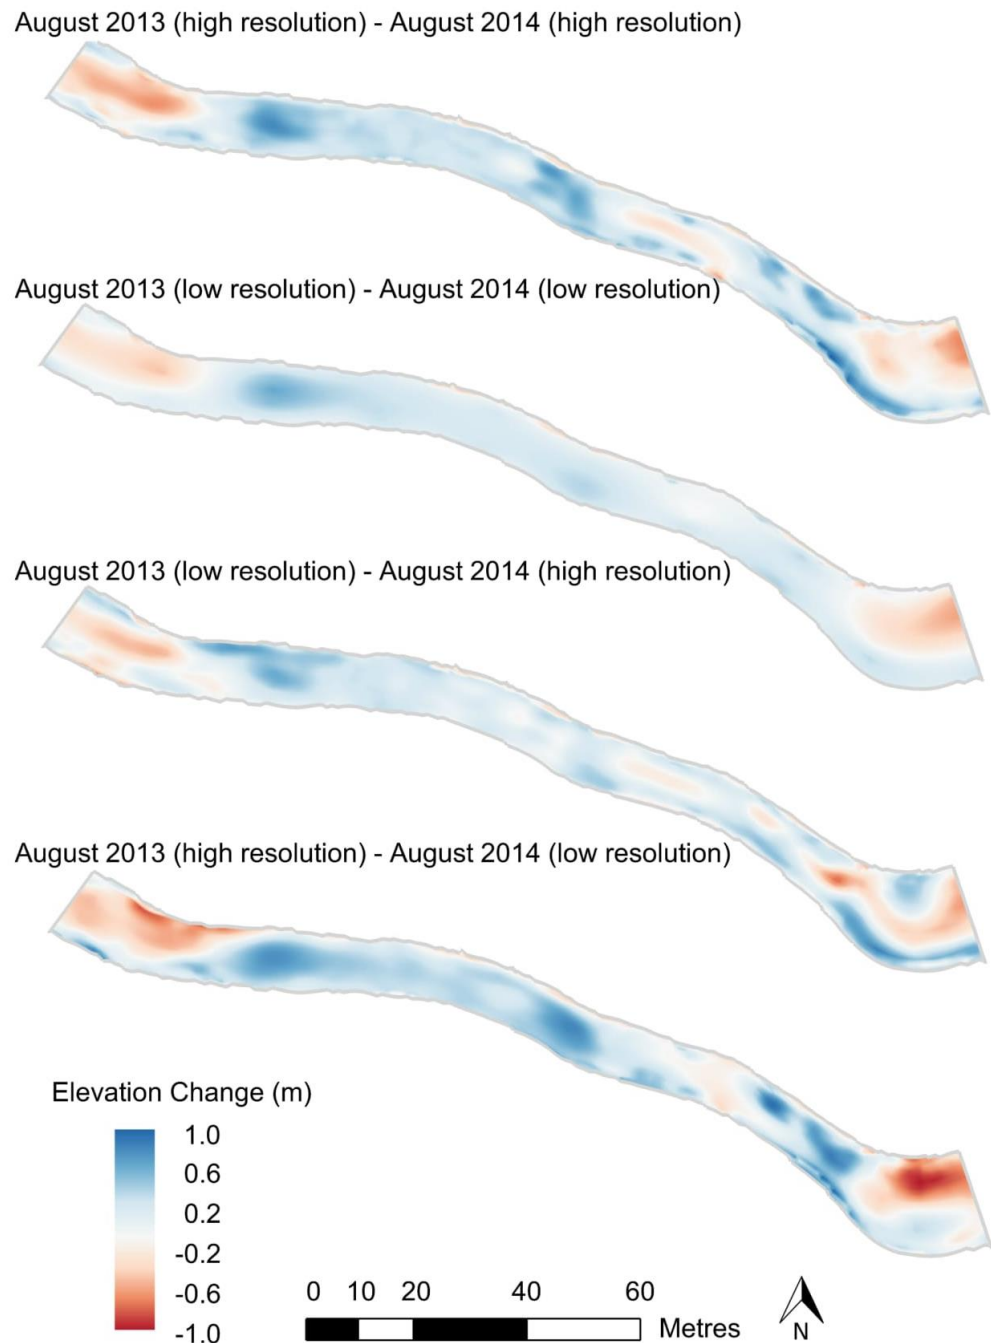 August 2013 (high resolution) - August 2014 (high resolution)
August 2013 (low resolution) - August 2014 (low resolution)
August 2013 (low resolution) - August 2014 (high resolution)
August 2013 (high resolution) - August 2014 (low resolution)
Elevation Change (m)
1.0
0.6
0.2
-0.2
-0.6
-1.0
0 10 20 40 60
Metres
N